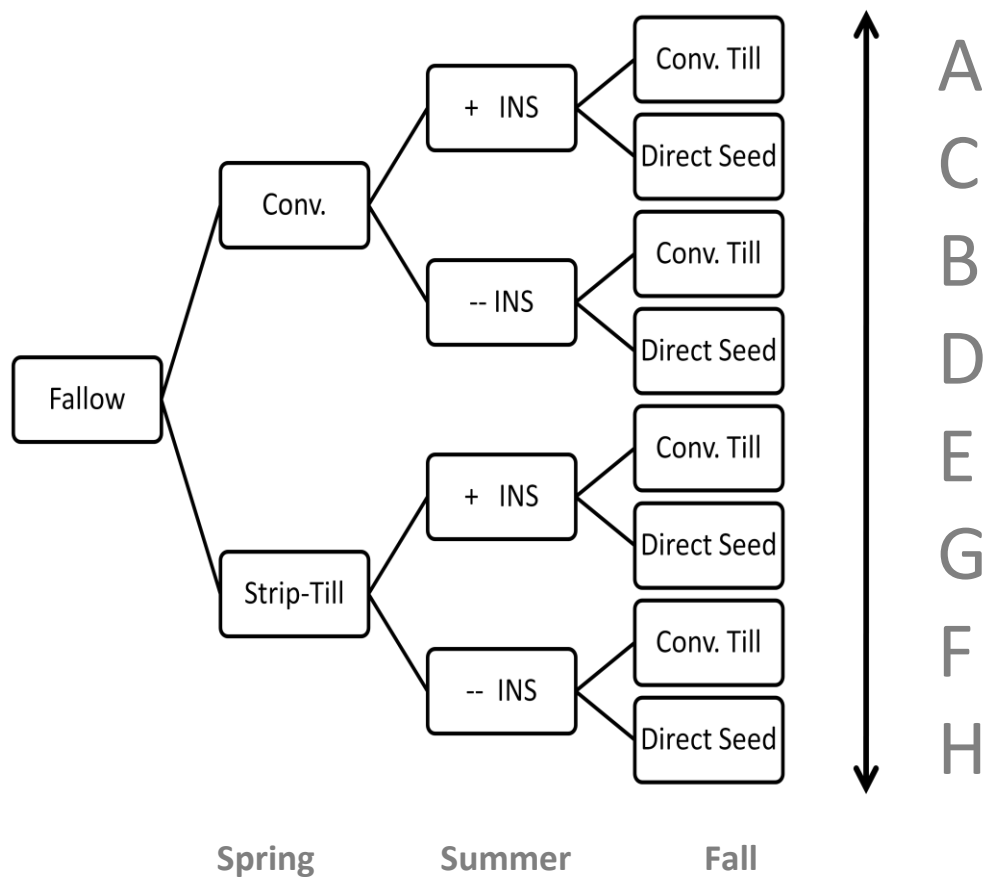 Conv. Till
A
+ INS
Direct Seed
C
Conv.
Conv. Till
B
-- INS
Direct Seed
D
Fallow
Conv. Till
E
+ INS
Direct Seed
G
Strip-Till
Conv. Till
F
-- INS
Direct Seed
H
Spring Summer Fall